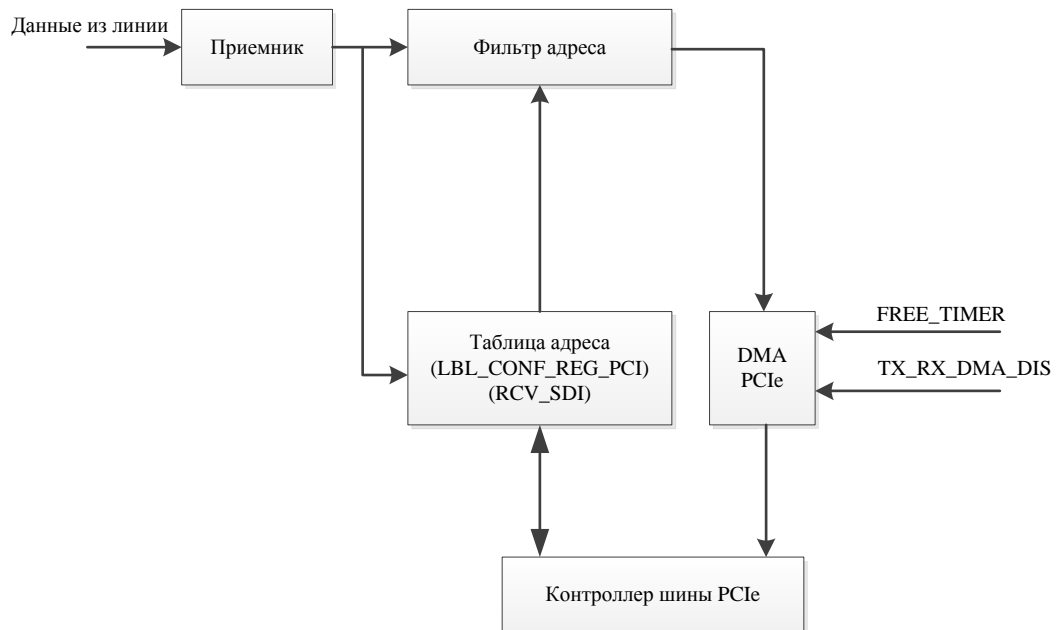 Данные из линии
Приемник
Фильтр адреса
Таблица адреса
(LBL_CONF_REG_PCI)
(RCV_SDI)
DMA
PCIe
FREE_TIMER
TX_RX_DMA_DIS
Контроллер шины PCIe